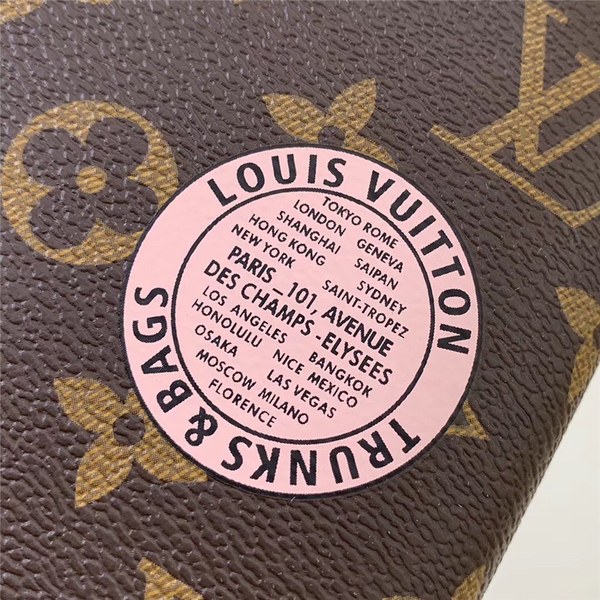 LOUIS VUITTON
TOKYO ROME
LONDON GENEVA
SHANGHAI SAIPAN
HONG KONG SYDNEY
NEW YORK SAINT-TROPEZ
PARIS – 101, AVENUE
DES CHAMPS-ELYSEES
LOS ANGELES BANGKOK
HONOLULU NICE MEXICO
OSAKA LAS VEGAS
MOSCOW MILANO
FLORENCE
TRUNKS & BAGS
LV